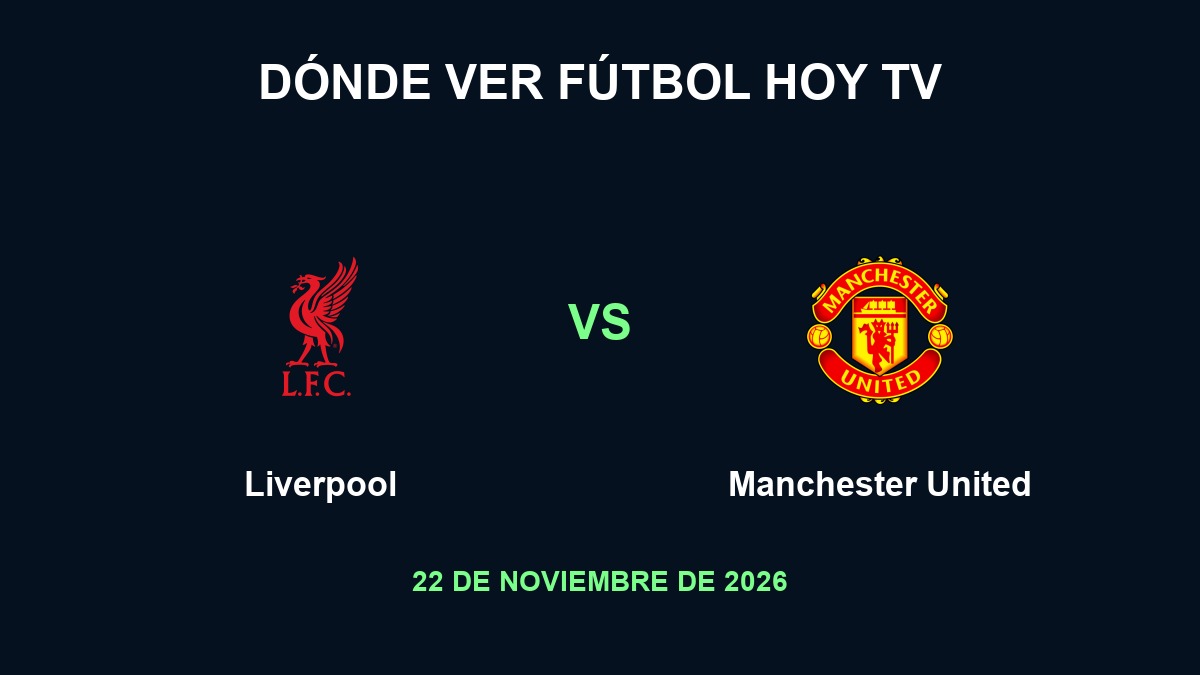 DÓNDE VER FÚTBOL HOY TV
VS
L.F.C.
MANCHESTER
UNITED
Liverpool
Manchester United
22 DE NOVIEMBRE DE 2026